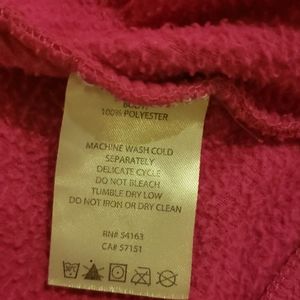 BODY:
100% POLYESTER
MACHINE WASH COLD
SEPARATELY
DELICATE CYCLE
DO NOT BLEACH
TUMBLE DRY LOW
DO NOT IRON OR DRY CLEAN
RN# 54163
CA# 57151